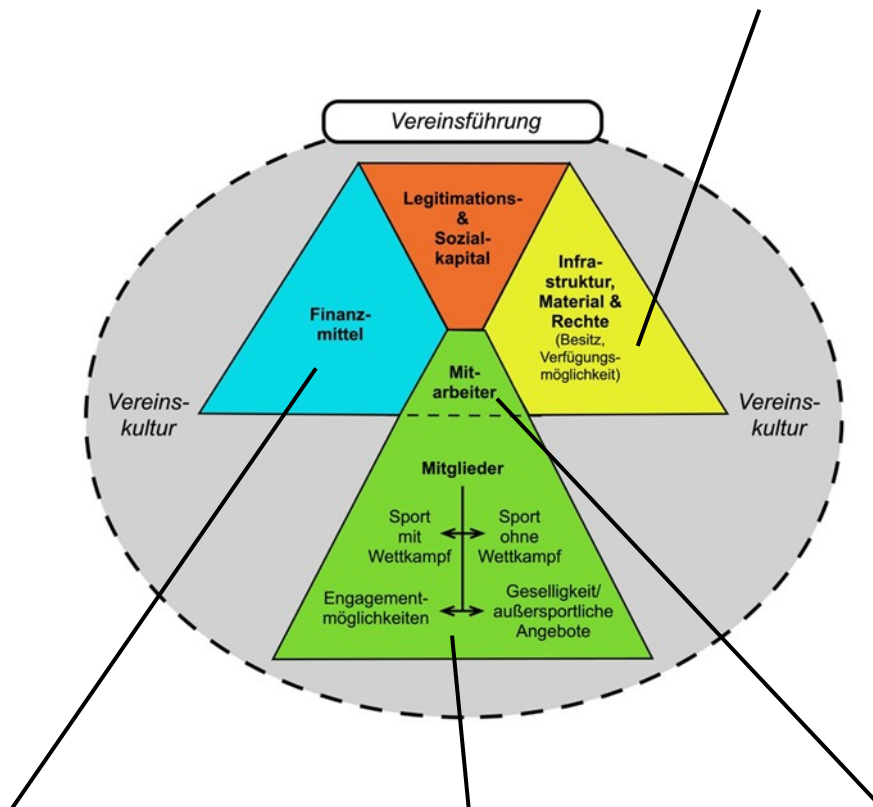 Vereinsführung
Legitimations-
&
Sozial-
kapital
Infra-
struktur,
Material &
Rechte
(Besitz,
Verfügungs-
möglichkeit)
Finanz-
mittel
Mit-
arbeiter
Vereins-
kultur
Vereins-
kultur
Mitglieder
Sport
mit
Wettkampf
Sport
ohne
Wettkampf
Engagement-
möglichkeiten
Geselligkeit/
außersportliche
Angebote